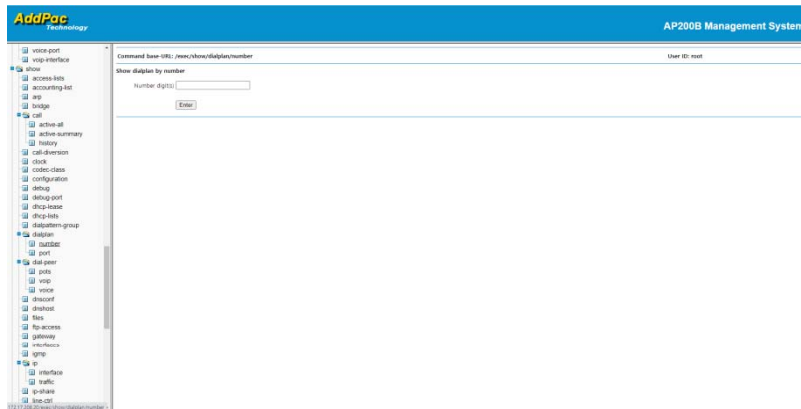 AddPac
Technology
AP200B Management System
voice-port
voip-interface
show
access-lists
accounting-list
arp
bridge
call
active-all
active-summary
history
call-diversion
clock
codec-class
configuration
debug
debug-port
dhcp-lease
dhcp-lists
dialpattern-group
dialplan
number
port
dial-peer
pots
voip
voice
dnsconf
dnshost
files
ftp-access
gateway
interfaces
igmp
ip
interface
traffic
ip-share
line-ctrl
Command base-URL: /exec/show/dialplan/number
User ID: root
Show dialplan by number
Number digit(s)
Enter